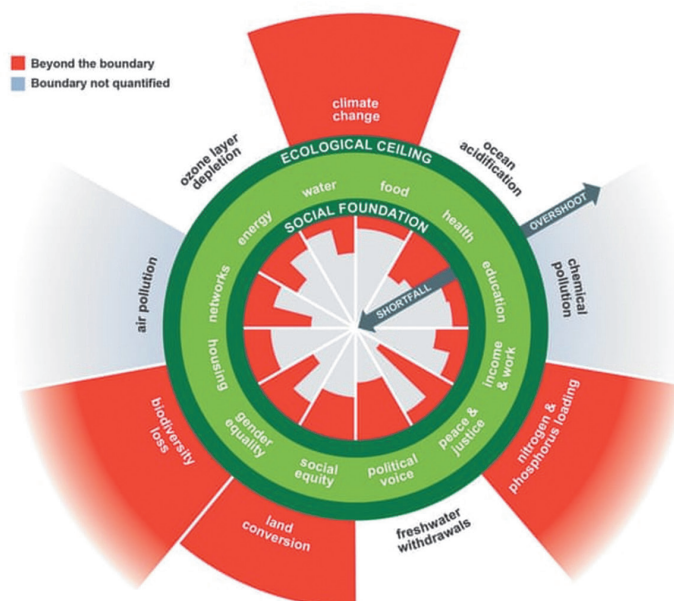 Beyond the boundary
Boundary not quantified
climate
change
ozone layer
depletion
ocean
acidification
ECOLOGICAL CEILING
water
food
energy
health
SOCIAL FOUNDATION
OVERSHOOT
SHORTFALL
networks
education
air pollution
chemical
pollution
housing
income
& work
gender
equality
peace &
justice
social
equity
political
voice
biodiversity
loss
nitrogen &
phosphorus loading
land
conversion
freshwater
withdrawals